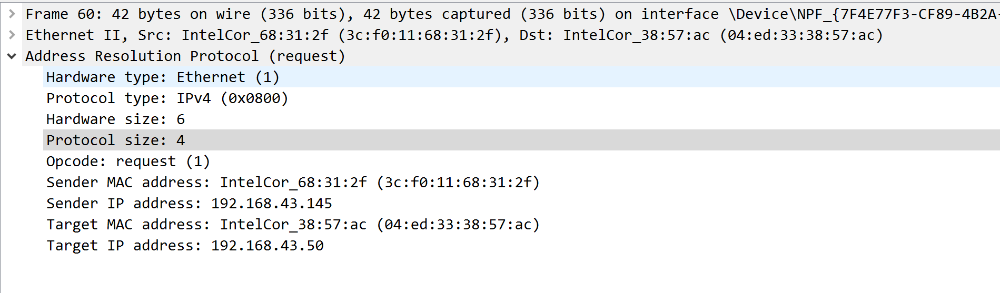 Frame 60: 42 bytes on wire (336 bits), 42 bytes captured (336 bits) on interface \Device\NPF_{7F4E77F3-CF89-4B2A-
Ethernet II, Src: IntelCor_68:31:2f (3c:f0:11:68:31:2f), Dst: IntelCor_38:57:ac (04:ed:33:38:57:ac)
Address Resolution Protocol (request)
Hardware type: Ethernet (1)
Protocol type: IPv4 (0x0800)
Hardware size: 6
Protocol size: 4
Opcode: request (1)
Sender MAC address: IntelCor_68:31:2f (3c:f0:11:68:31:2f)
Sender IP address: 192.168.43.145
Target MAC address: IntelCor_38:57:ac (04:ed:33:38:57:ac)
Target IP address: 192.168.43.50